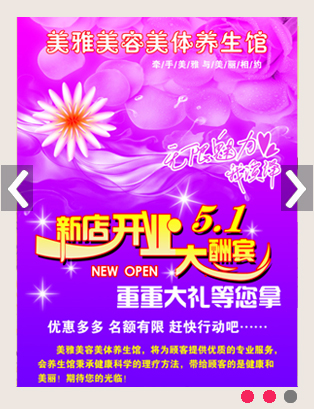 美雅美容美体养生馆
牵/手/美/雅 与/美/丽/相/约
无限魅力
新店开业
5.1
大酬宾
NEW OPEN
重重大礼等您拿
优惠多多 名额有限 赶快行动吧……
美雅美容美体养生馆，将为顾客提供优质的专业服务，
会养生馆秉承健康科学的理疗方法，带给顾客的是健康和
美丽！期待您的光临！